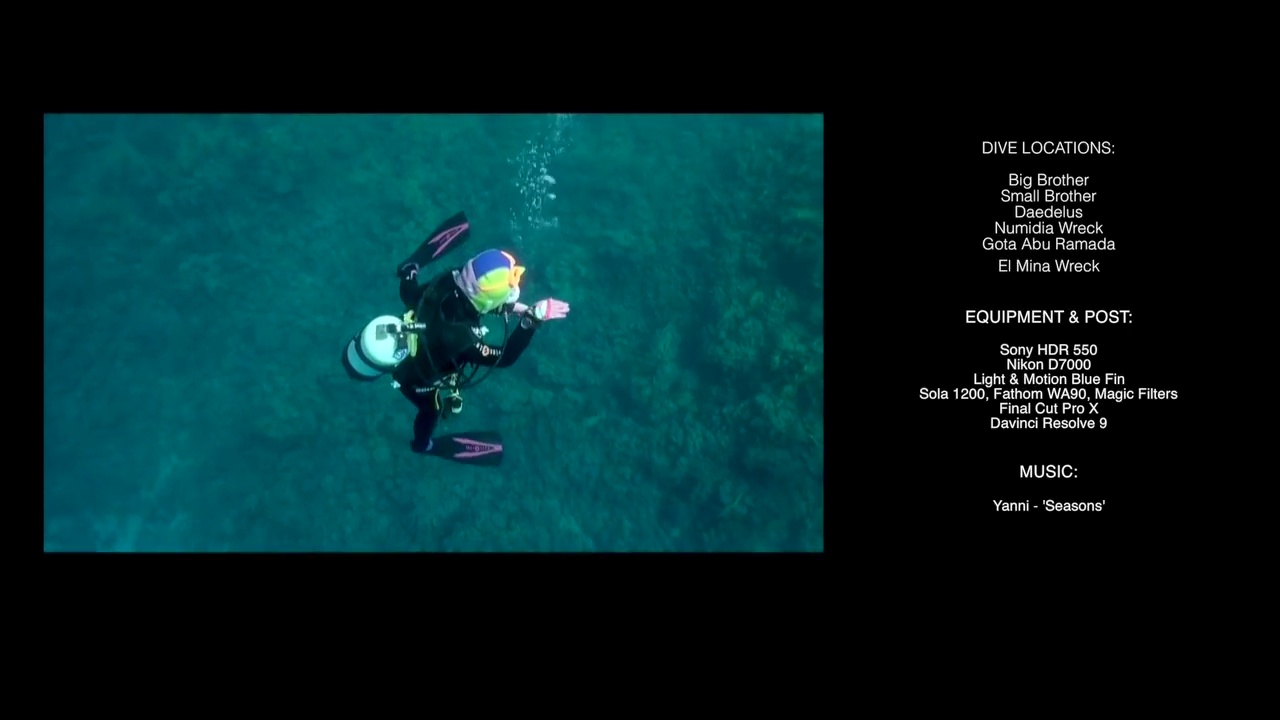 DIVE LOCATIONS:
Big Brother
Small Brother
Daedelus
Numidia Wreck
Gota Abu Ramada
El Mina Wreck
EQUIPMENT & POST:
Sony HDR 550
Nikon D7000
Light & Motion Blue Fin
Sola 1200, Fathom WA90, Magic Filters
Final Cut Pro X
Davinci Resolve 9
MUSIC:
Yanni - 'Seasons'